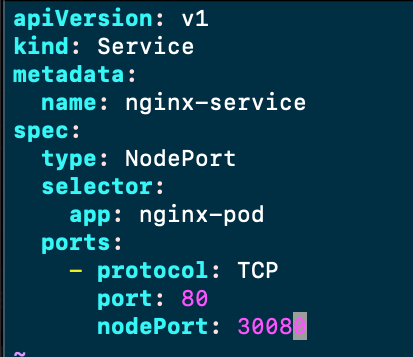 apiVersion: v1
kind: Service
metadata:
  name: nginx-service
spec:
  type: NodePort
  selector:
    app: nginx-pod
  ports:
    - protocol: TCP
      port: 80
      nodePort: 30080
~